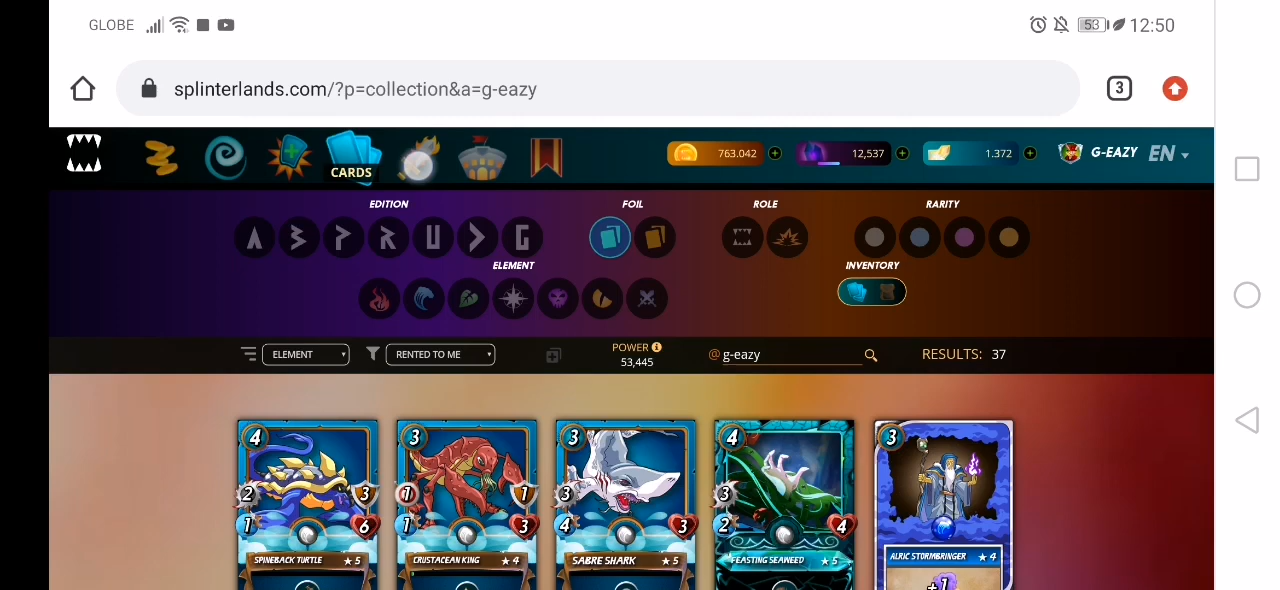 GLOBE 53 12:50
splinterlands.com/?p=collection&a=g-eazy 3
CARDS 763.042 12,537 1.372 G-EAZY EN
EDITION FOIL ROLE RARITY
ELEMENT INVENTORY
ELEMENT RENTED TO ME POWER 53,445 @g-eazy RESULTS: 37
4 3 3 4 3
2 3 1 1 3 3
1 6 1 3 4 3 2 4
SPINEBACK TURTLE ★ 5 CRUSTACEAN KING ★ 4 SABRE SHARK ★ 5 FEASTING SEAWEED ★ 5 ALRIC STORMBRINGER ★ 4
+1